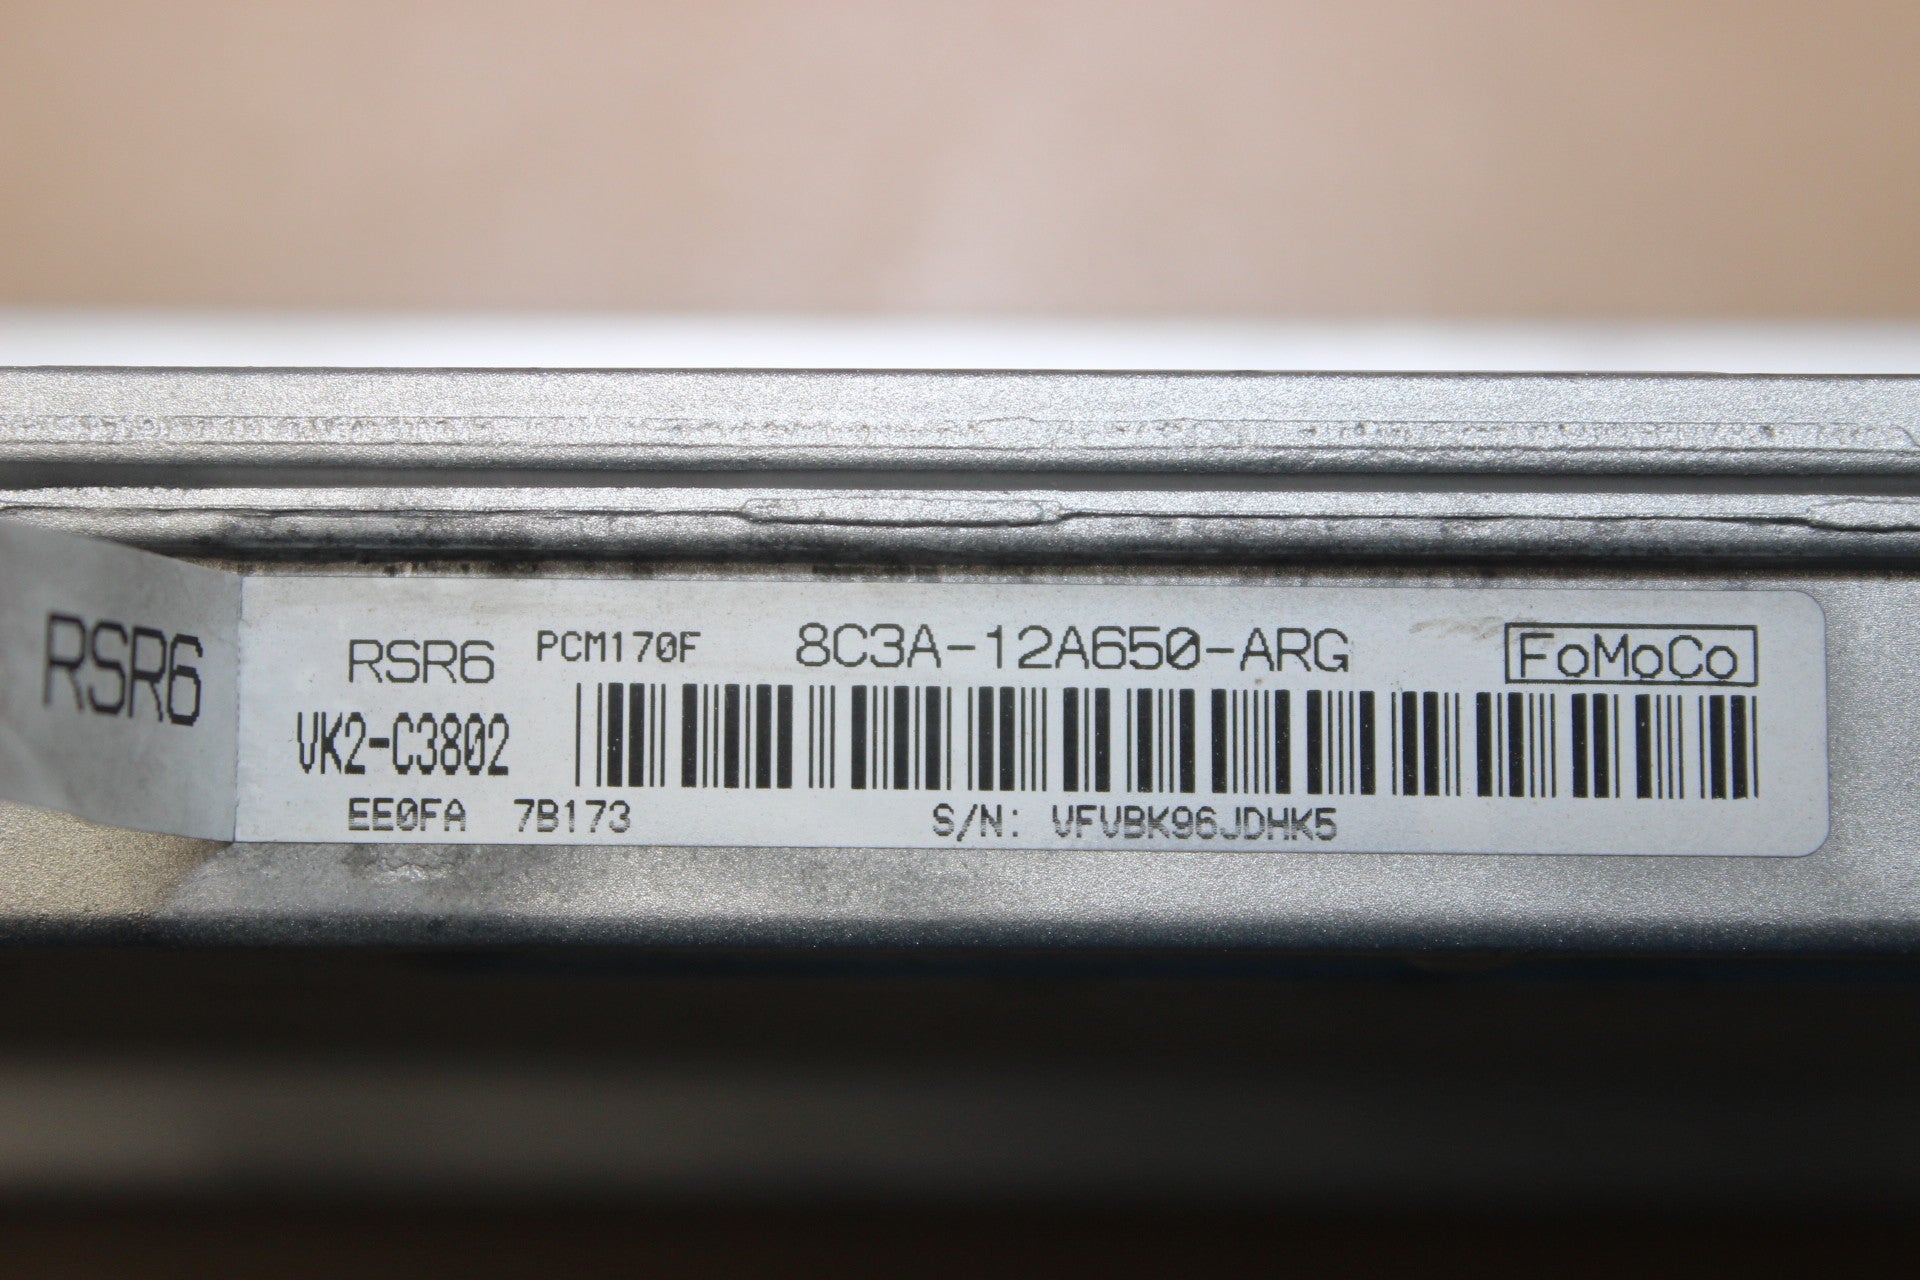 RSR6
RSR6 PCM170F 8C3A-12A650-ARG FoMoCo
VK2-C3802
EE0FA 7B173 S/N: VFVBK96JDHK5